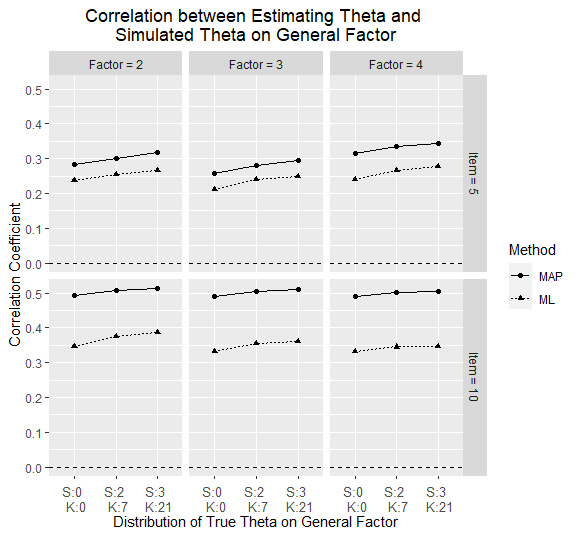 Correlation between Estimating Theta and
Simulated Theta on General Factor
Factor = 2
Factor = 3
Factor = 4
Correlation Coefficient
0.5
0.4
0.3
0.2
0.1
0.0
Item = 5
0.5
0.4
0.3
0.2
0.1
0.0
Item = 10
Method
MAP
ML
S:0 S:2 S:3 S:0 S:2 S:3 S:0 S:2 S:3
K:0 K:7 K:21 K:0 K:7 K:21 K:0 K:7 K:21
Distribution of True Theta on General Factor